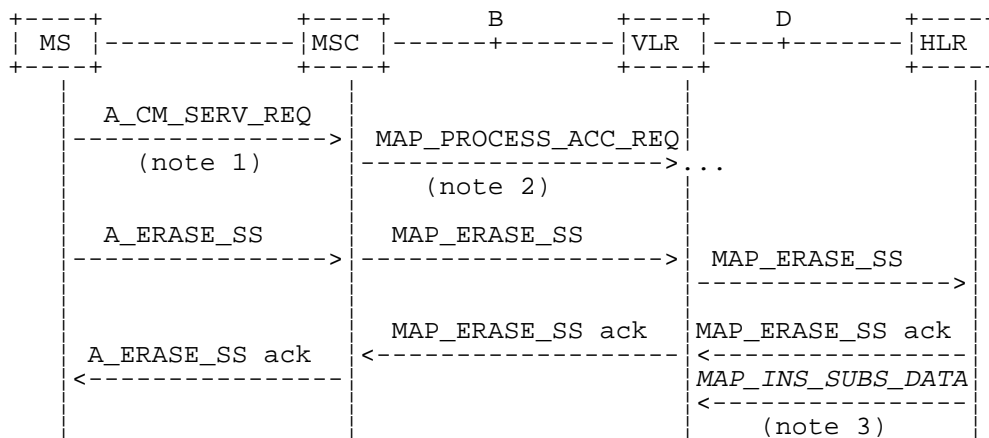 B D
MS MSC VLR HLR
A_CM_SERV_REQ
MAP_PROCESS_ACC_REQ
(note 1) ...
(note 2)
A_ERASE_SS MAP_ERASE_SS
MAP_ERASE_SS
MAP_ERASE_SS ack MAP_ERASE_SS ack
A_ERASE_SS ack
MAP_INS_SUBS_DATA
(note 3)